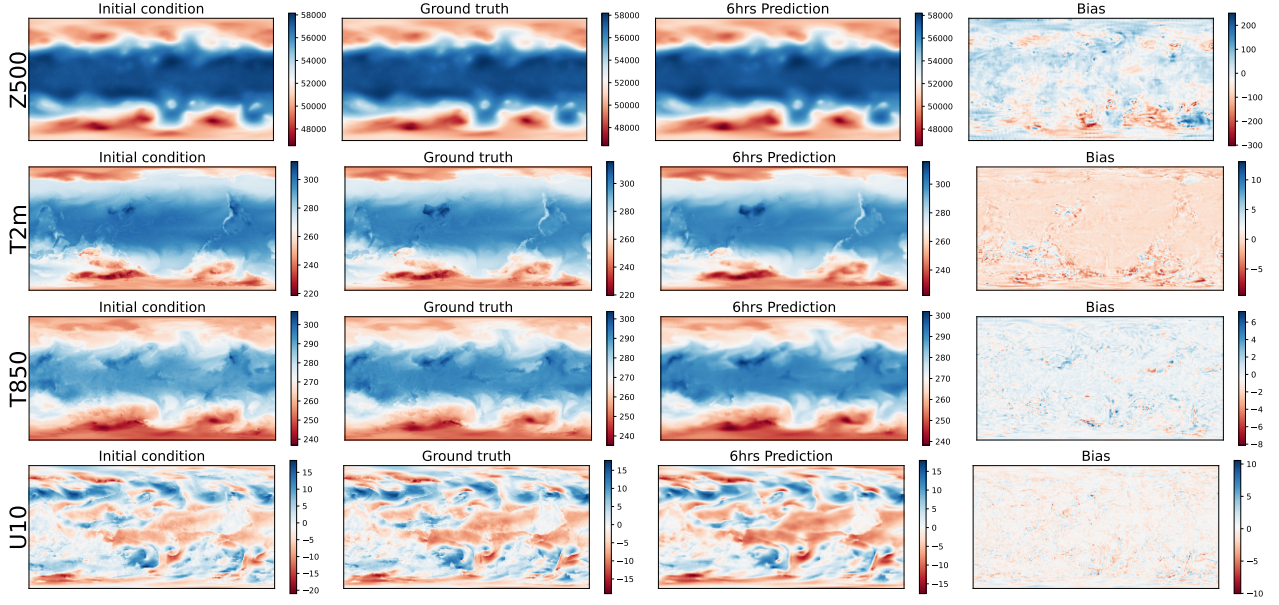 Initial condition Ground truth 6hrs Prediction Bias
Z500
58000 56000 54000 52000 50000 48000
58000 56000 54000 52000 50000 48000
58000 56000 54000 52000 50000 48000
200 100 0 −100 −200 −300
Initial condition Ground truth 6hrs Prediction Bias
T2m
300 280 260 240 220
300 280 260 240 220
300 280 260 240
10 5 0 −5
Initial condition Ground truth 6hrs Prediction Bias
T850
300 290 280 270 260 250 240
300 290 280 270 260 250 240
300 290 280 270 260 250 240
6 4 2 0 −2 −4 −6 −8
Initial condition Ground truth 6hrs Prediction Bias
U10
15 10 5 0 −5 −10 −15 −20
15 10 5 0 −5 −10 −15
15 10 5 0 −5 −10 −15
10 5 0 −5 −10